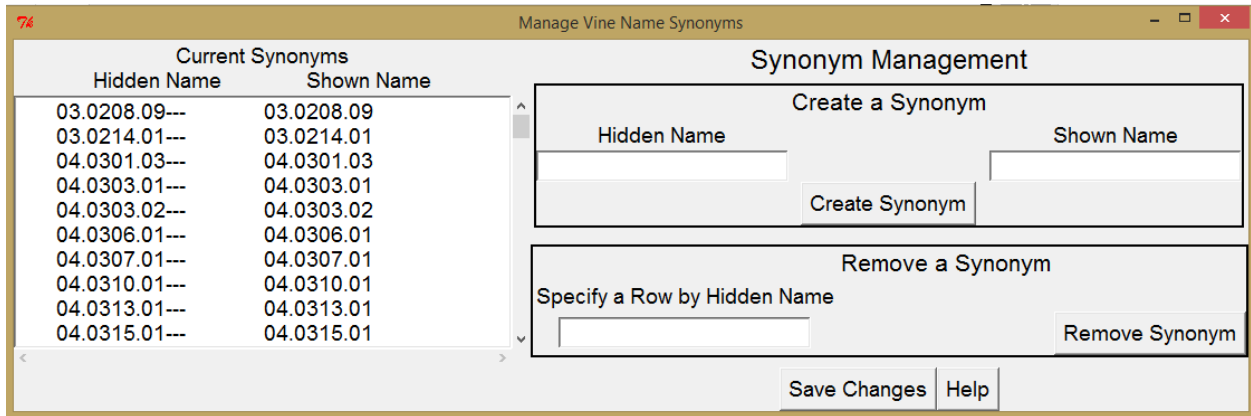 Manage Vine Name Synonyms
Current Synonyms
Hidden Name Shown Name
03.0208.09--- 03.0208.09
03.0214.01--- 03.0214.01
04.0301.03--- 04.0301.03
04.0303.01--- 04.0303.01
04.0303.02--- 04.0303.02
04.0306.01--- 04.0306.01
04.0307.01--- 04.0307.01
04.0310.01--- 04.0310.01
04.0313.01--- 04.0313.01
04.0315.01--- 04.0315.01
Synonym Management
Create a Synonym
Hidden Name Shown Name
Create Synonym
Remove a Synonym
Specify a Row by Hidden Name
Remove Synonym
Save Changes Help